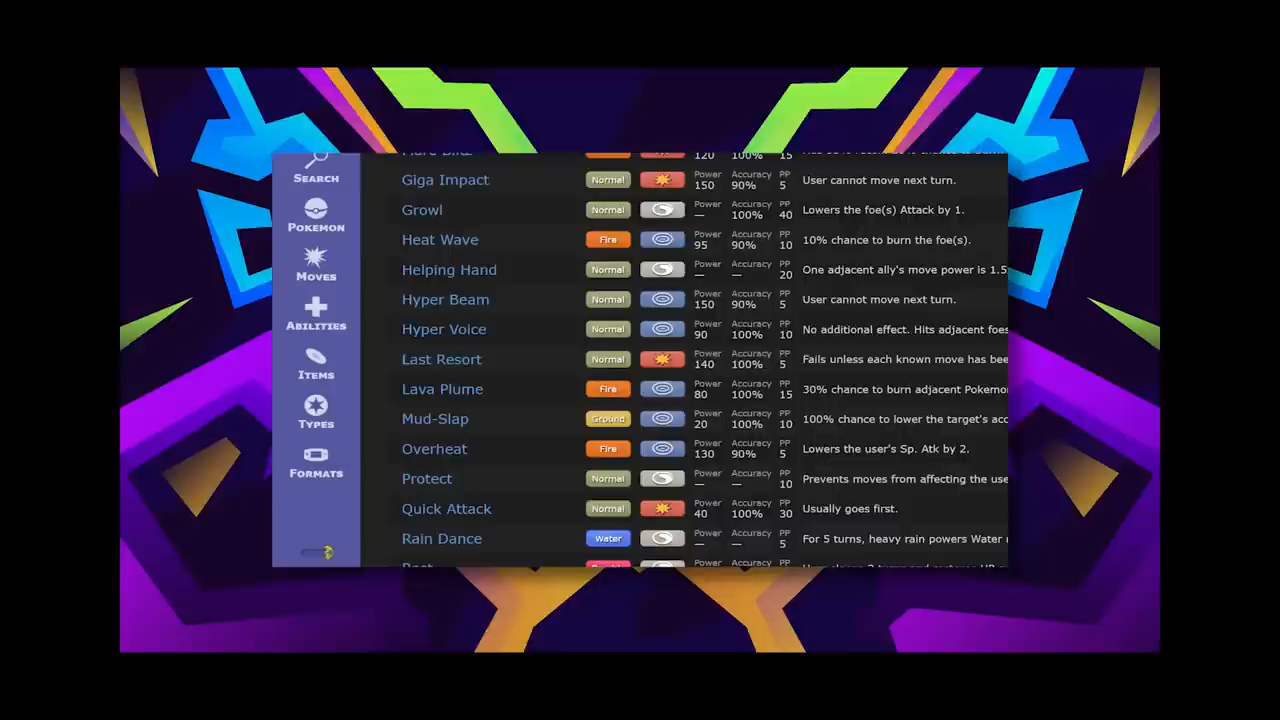 SEARCH
POKEMON
MOVES
ABILITIES
ITEMS
TYPES
FORMATS
120 100% 15
Giga Impact Normal Power 150 Accuracy 90% PP 5 User cannot move next turn.
Growl Normal Power — Accuracy 100% PP 40 Lowers the foe(s) Attack by 1.
Heat Wave Fire Power 95 Accuracy 90% PP 10 10% chance to burn the foe(s).
Helping Hand Normal Power — Accuracy — PP 20 One adjacent ally's move power is 1.5
Hyper Beam Normal Power 150 Accuracy 90% PP 5 User cannot move next turn.
Hyper Voice Normal Power 90 Accuracy 100% PP 10 No additional effect. Hits adjacent foes
Last Resort Normal Power 140 Accuracy 100% PP 5 Fails unless each known move has bee
Lava Plume Fire Power 80 Accuracy 100% PP 15 30% chance to burn adjacent Pokemo
Mud-Slap Ground Power 20 Accuracy 100% PP 10 100% chance to lower the target's acc
Overheat Fire Power 130 Accuracy 90% PP 5 Lowers the user's Sp. Atk by 2.
Protect Normal Power — Accuracy — PP 10 Prevents moves from affecting the use
Quick Attack Normal Power 40 Accuracy 100% PP 30 Usually goes first.
Rain Dance Water Power — Accuracy — PP 5 For 5 turns, heavy rain powers Water
Power Accuracy PP